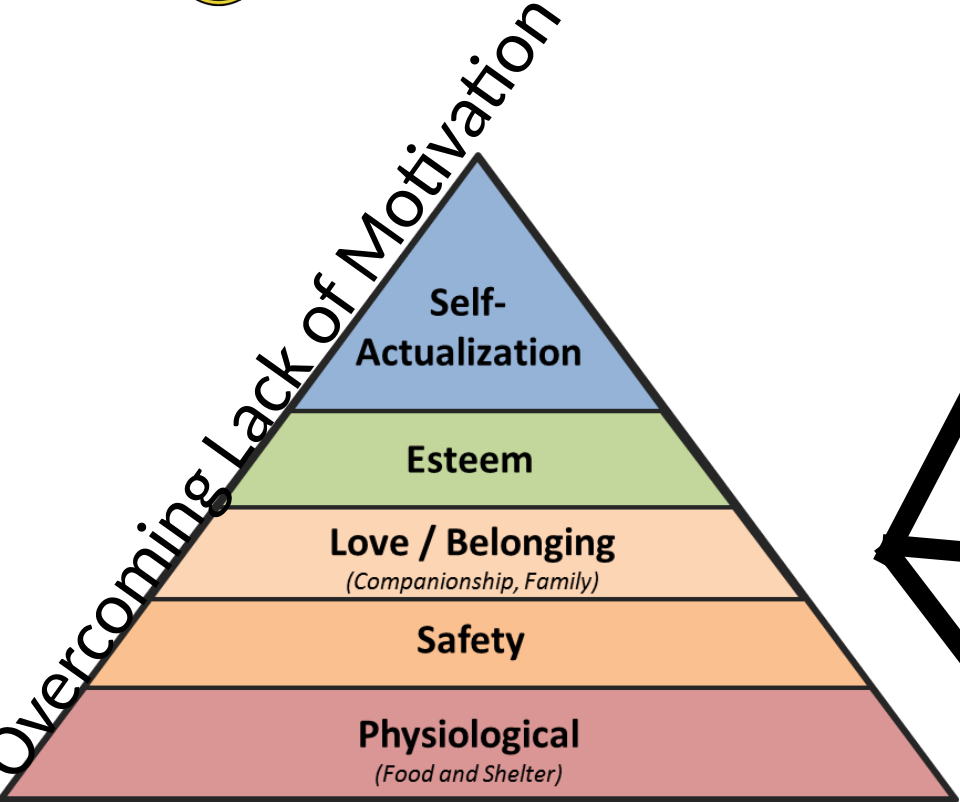 Overcoming Lack of Motivation
Self-
Actualization
Esteem
Love / Belonging
(Companionship, Family)
Safety
Physiological
(Food and Shelter)